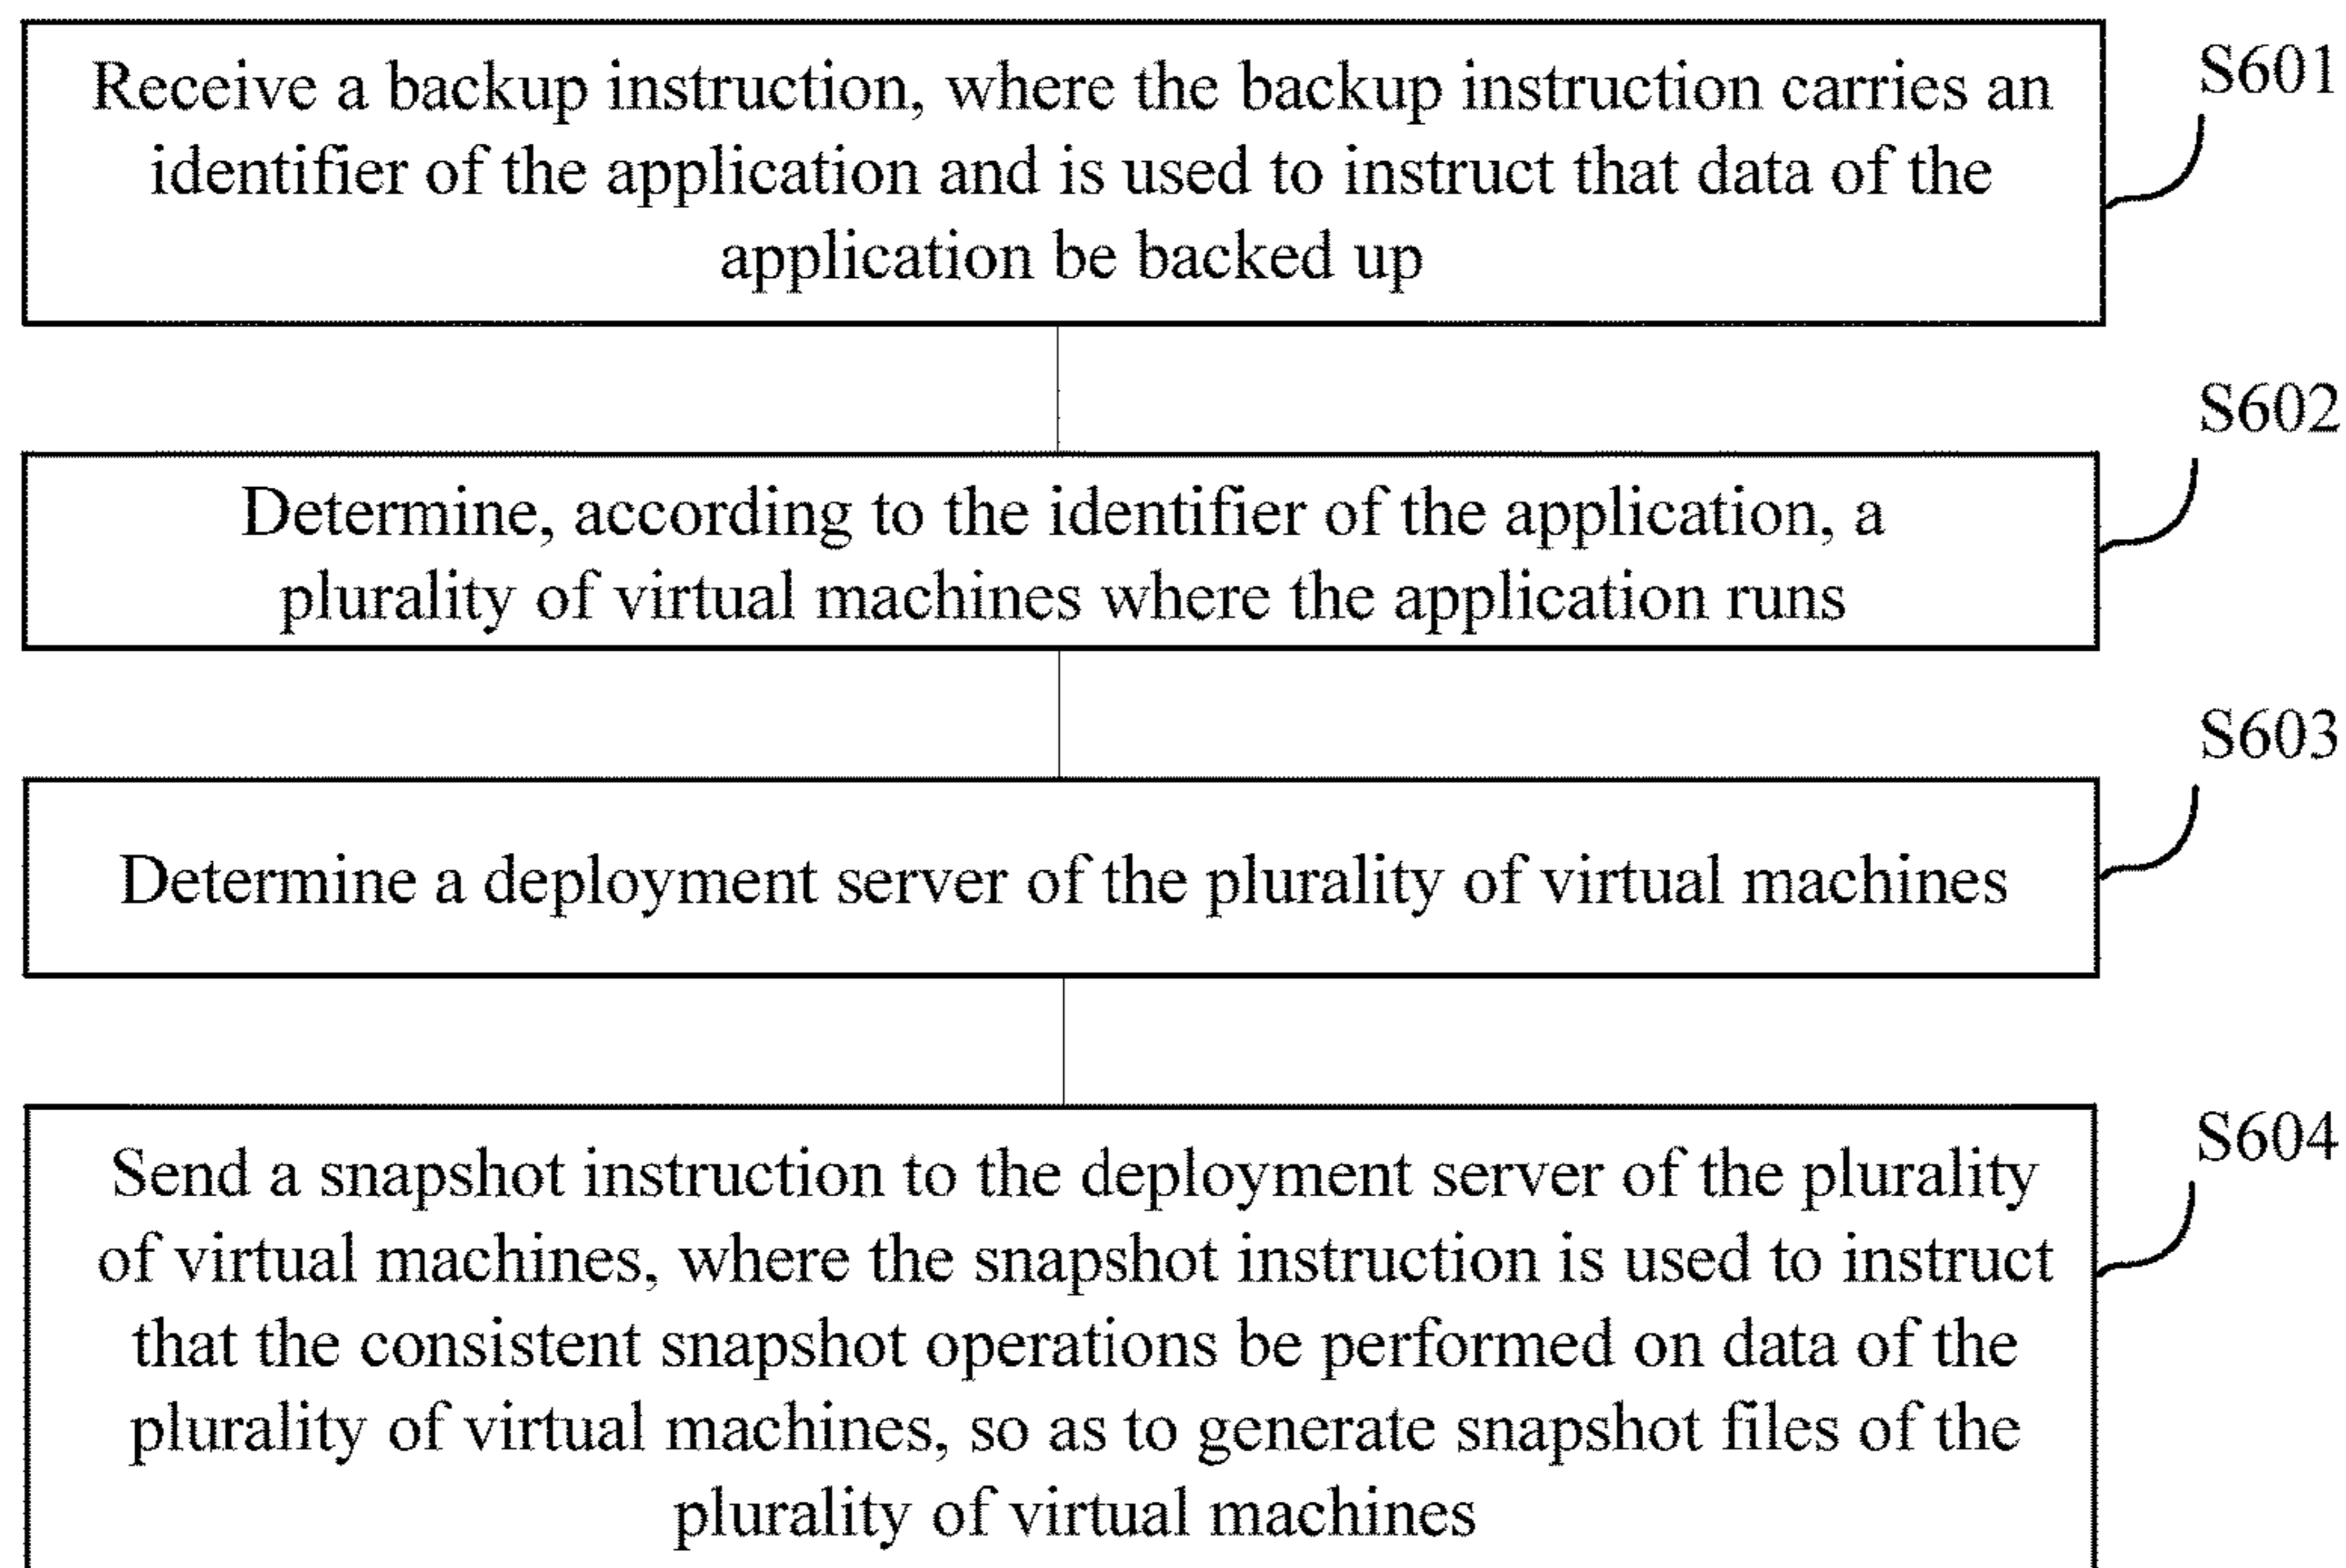 Receive a backup instruction, where the backup instruction carries an
identifier of the application and is used to instruct that data of the
application be backed up
S601
Determine, according to the identifier of the application, a
plurality of virtual machines where the application runs
S602
Determine a deployment server of the plurality of virtual machines
S603
Send a snapshot instruction to the deployment server of the plurality
of virtual machines, where the snapshot instruction is used to instruct
that the consistent snapshot operations be performed on data of the
plurality of virtual machines, so as to generate snapshot files of the
plurality of virtual machines
S604